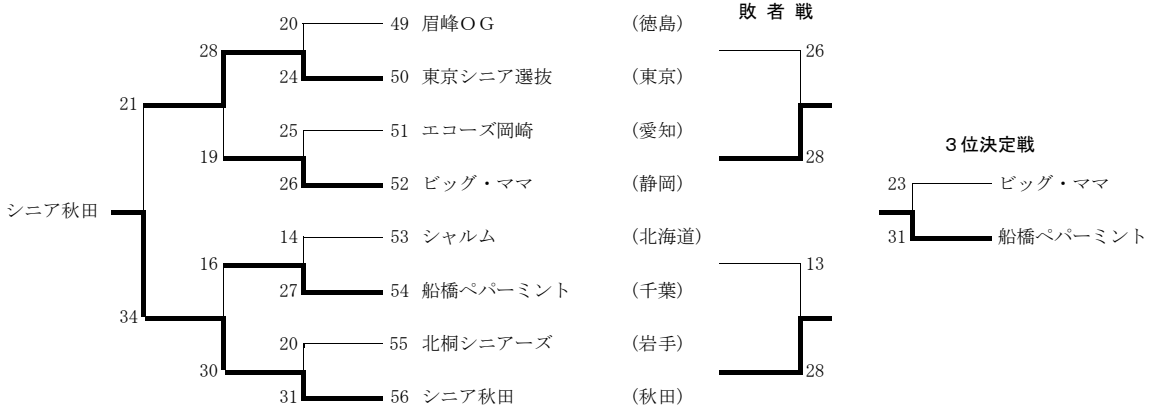 敗 者 戦
20 49 眉峰OG (徳島)
28 26
24 50 東京シニア選抜 (東京)
21
25 51 エコーズ岡崎 (愛知)
3位決定戦
19 28
26 52 ビッグ・ママ (静岡) 23 ビッグ・ママ
シニア秋田
14 53 シャルム (北海道) 31 船橋ペパーミント
16 13
27 54 船橋ペパーミント (千葉)
34
20 55 北桐シニアーズ (岩手)
30 28
31 56 シニア秋田 (秋田)